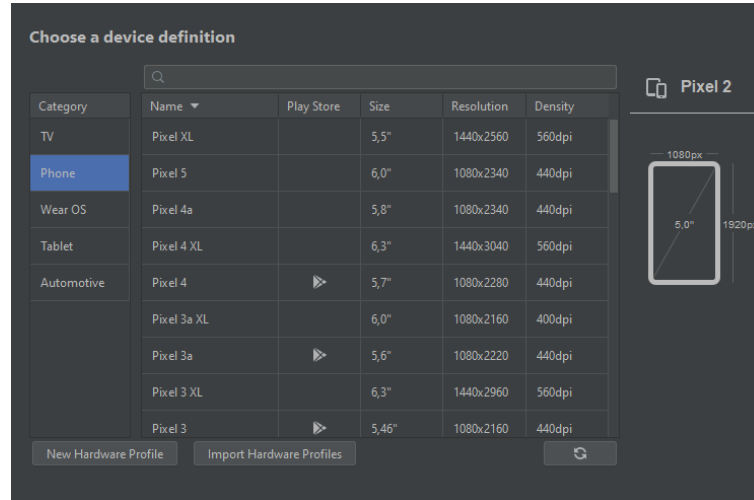 Choose a device definition
Category
TV
Phone
Wear OS
Tablet
Automotive
Name Play Store Size Resolution Density
Pixel XL 5,5" 1440x2560 560dpi
Pixel 5 6,0" 1080x2340 440dpi
Pixel 4a 5,8" 1080x2340 440dpi
Pixel 4 XL 6,3" 1440x3040 560dpi
Pixel 4 5,7" 1080x2280 440dpi
Pixel 3a XL 6,0" 1080x2160 400dpi
Pixel 3a 5,6" 1080x2220 440dpi
Pixel 3 XL 6,3" 1440x2960 560dpi
Pixel 3 5,46" 1080x2160 440dpi
New Hardware Profile
Import Hardware Profiles
Pixel 2
1080px
5,0"
1920px